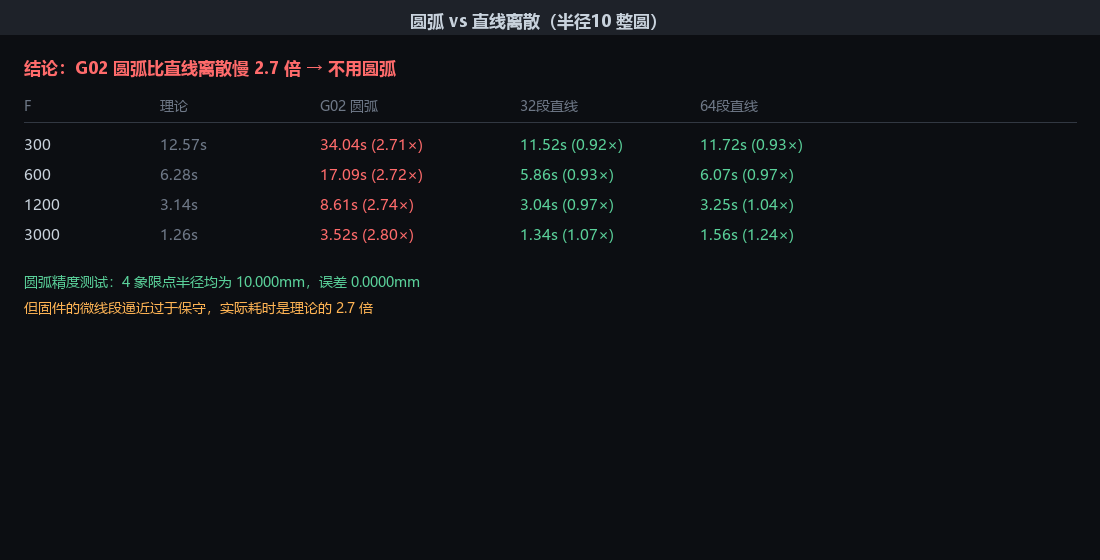 圆弧 vs 直线离散（半径10 整圆）
结论：G02 圆弧比直线离散慢 2.7 倍 → 不用圆弧
F 理论 G02 圆弧 32段直线 64段直线
300 12.57s 34.04s (2.71×) 11.52s (0.92×) 11.72s (0.93×)
600 6.28s 17.09s (2.72×) 5.86s (0.93×) 6.07s (0.97×)
1200 3.14s 8.61s (2.74×) 3.04s (0.97×) 3.25s (1.04×)
3000 1.26s 3.52s (2.80×) 1.34s (1.07×) 1.56s (1.24×)
圆弧精度测试：4 象限点半径均为 10.000mm，误差 0.0000mm
但固件的微线段逼近过于保守，实际耗时是理论的 2.7 倍